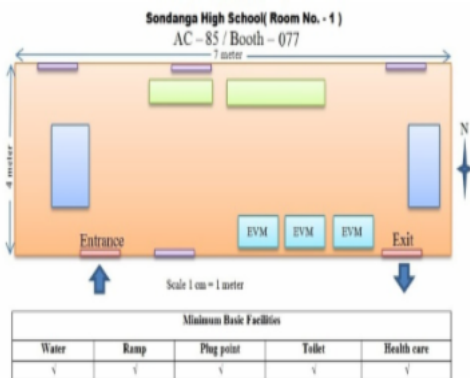 Sondanga High School( Room No. - 1 )
AC – 85 / Booth – 077
7 meter
4 meter
N
EVM EVM EVM
Entrance Exit
Scale 1 cm = 1 meter
Minimum Basic Facilities
Water Ramp Plug point Toilet Health care
√ √ √ √ √